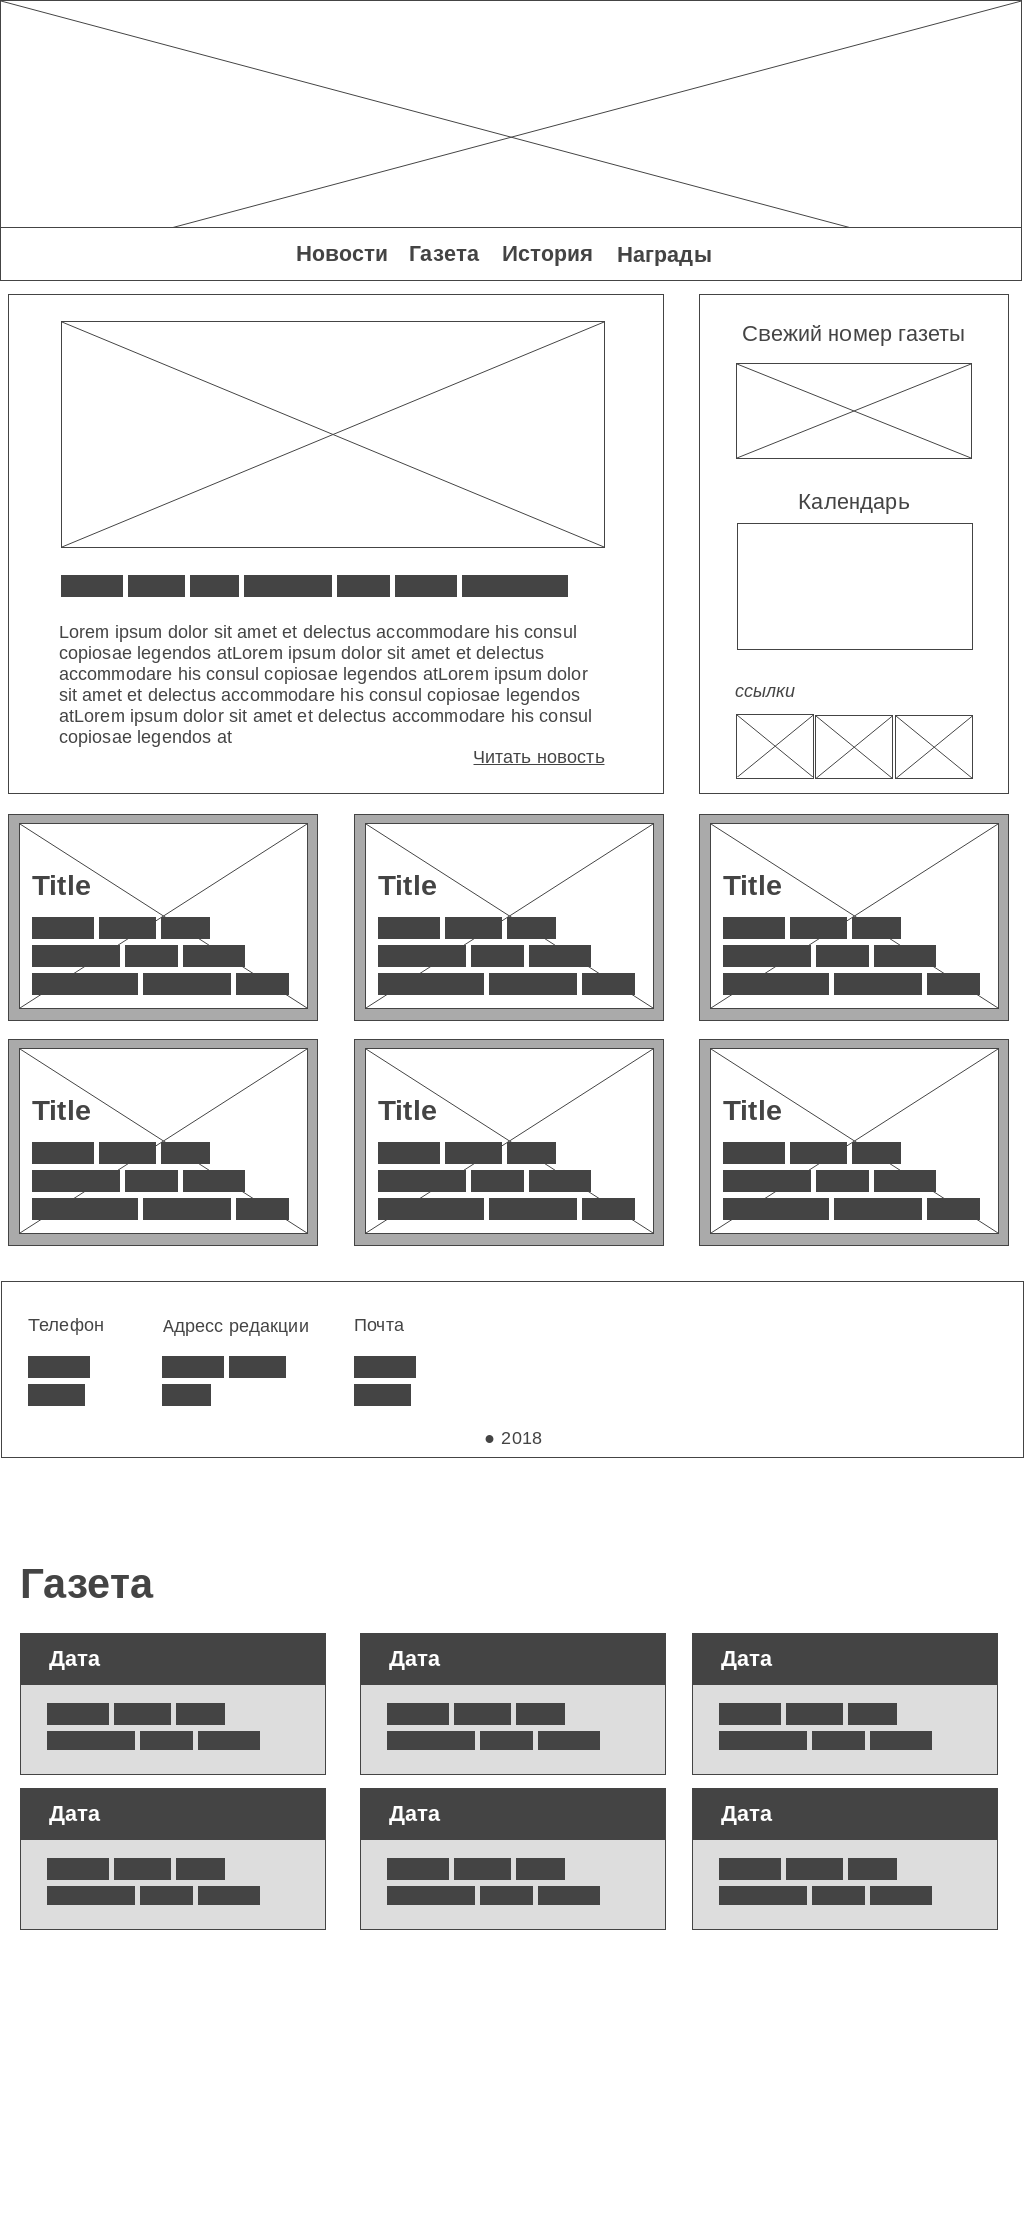 Новости Газета История Награды
Lorem ipsum dolor sit amet et delectus accommodare his consul
copiosae legendos atLorem ipsum dolor sit amet et delectus
accommodare his consul copiosae legendos atLorem ipsum dolor
sit amet et delectus accommodare his consul copiosae legendos
atLorem ipsum dolor sit amet et delectus accommodare his consul
copiosae legendos at
Читать новость
Свежий номер газеты
Календарь
ссылки
Title Title Title
Title Title Title
Телефон Адресс редакции Почта
● 2018
Газета
Дата Дата Дата
Дата Дата Дата